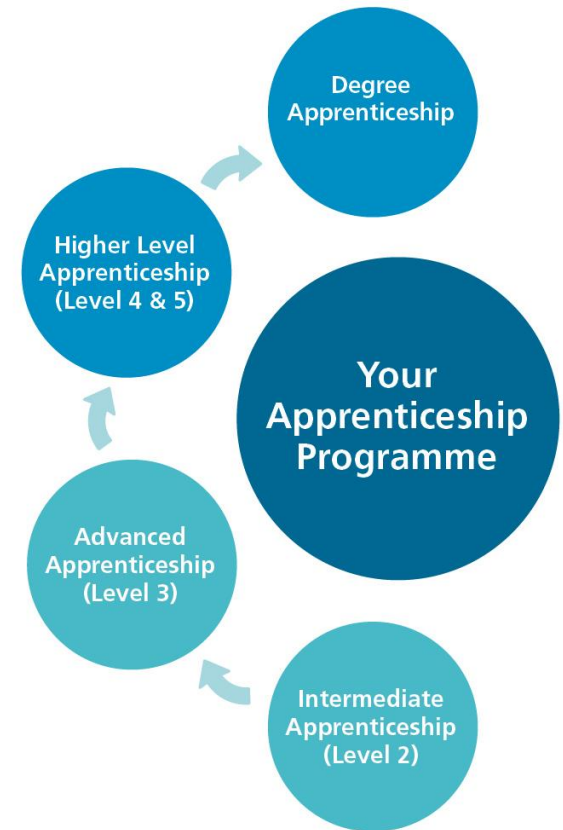 Degree
Apprenticeship
Higher Level
Apprenticeship
(Level 4 & 5)
Your
Apprenticeship
Programme
Advanced
Apprenticeship
(Level 3)
Intermediate
Apprenticeship
(Level 2)